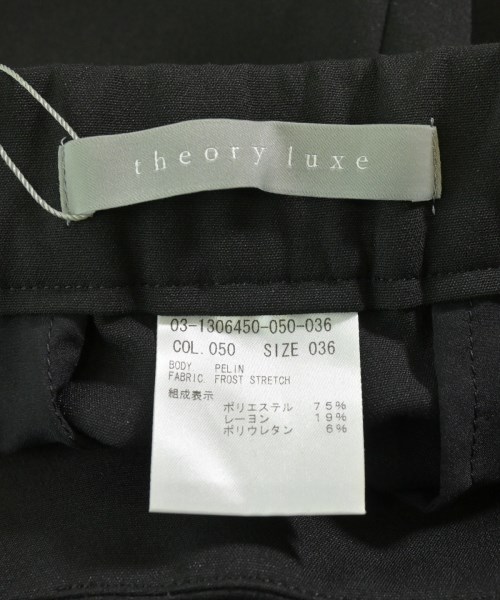 theory luxe
03-1306450-050-036
COL.050 SIZE 036
BODY PELIN
FABRIC FROST STRETCH
組成表示
ポリエステル 75%
レーヨン 19%
ポリウレタン 6%